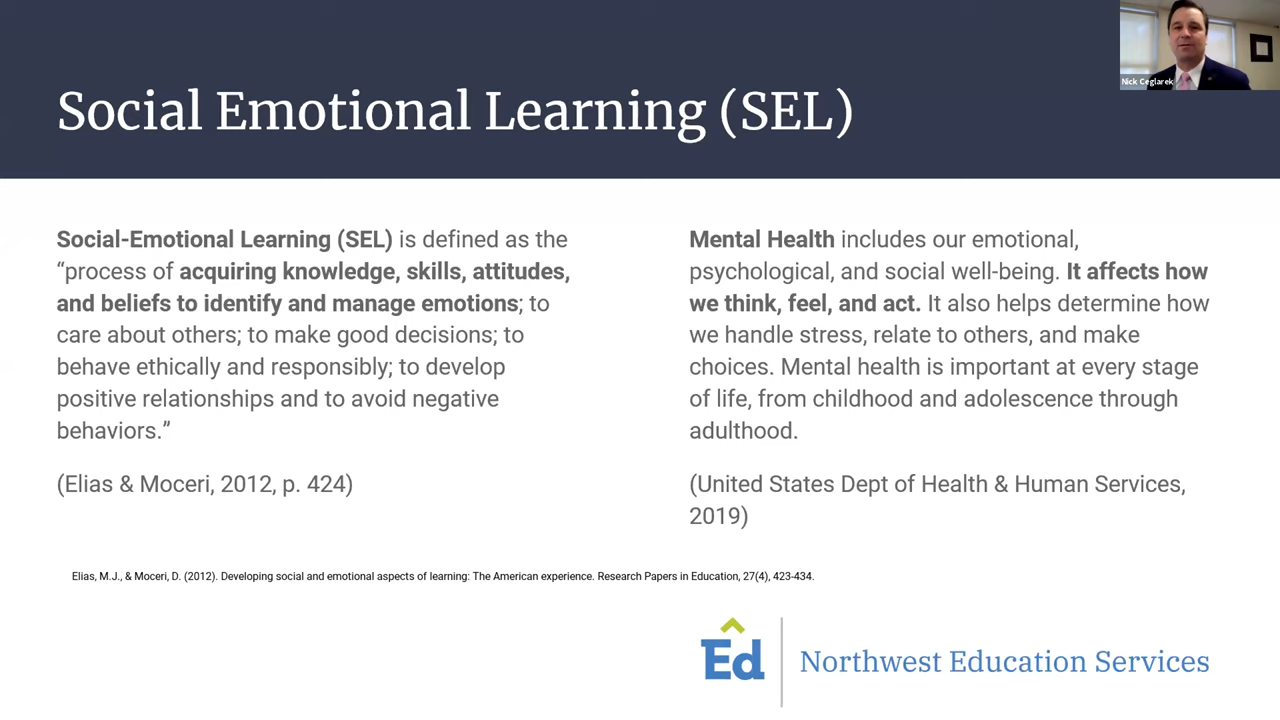 Nick Ceglarek
Social Emotional Learning (SEL)
Social-Emotional Learning (SEL) is defined as the
“process of acquiring knowledge, skills, attitudes,
and beliefs to identify and manage emotions; to
care about others; to make good decisions; to
behave ethically and responsibly; to develop
positive relationships and to avoid negative
behaviors.”
(Elias & Moceri, 2012, p. 424)
Mental Health includes our emotional,
psychological, and social well-being. It affects how
we think, feel, and act. It also helps determine how
we handle stress, relate to others, and make
choices. Mental health is important at every stage
of life, from childhood and adolescence through
adulthood.
(United States Dept of Health & Human Services,
2019)
Elias, M.J., & Moceri, D. (2012). Developing social and emotional aspects of learning: The American experience. Research Papers in Education, 27(4), 423-434.
Ed
Northwest Education Services